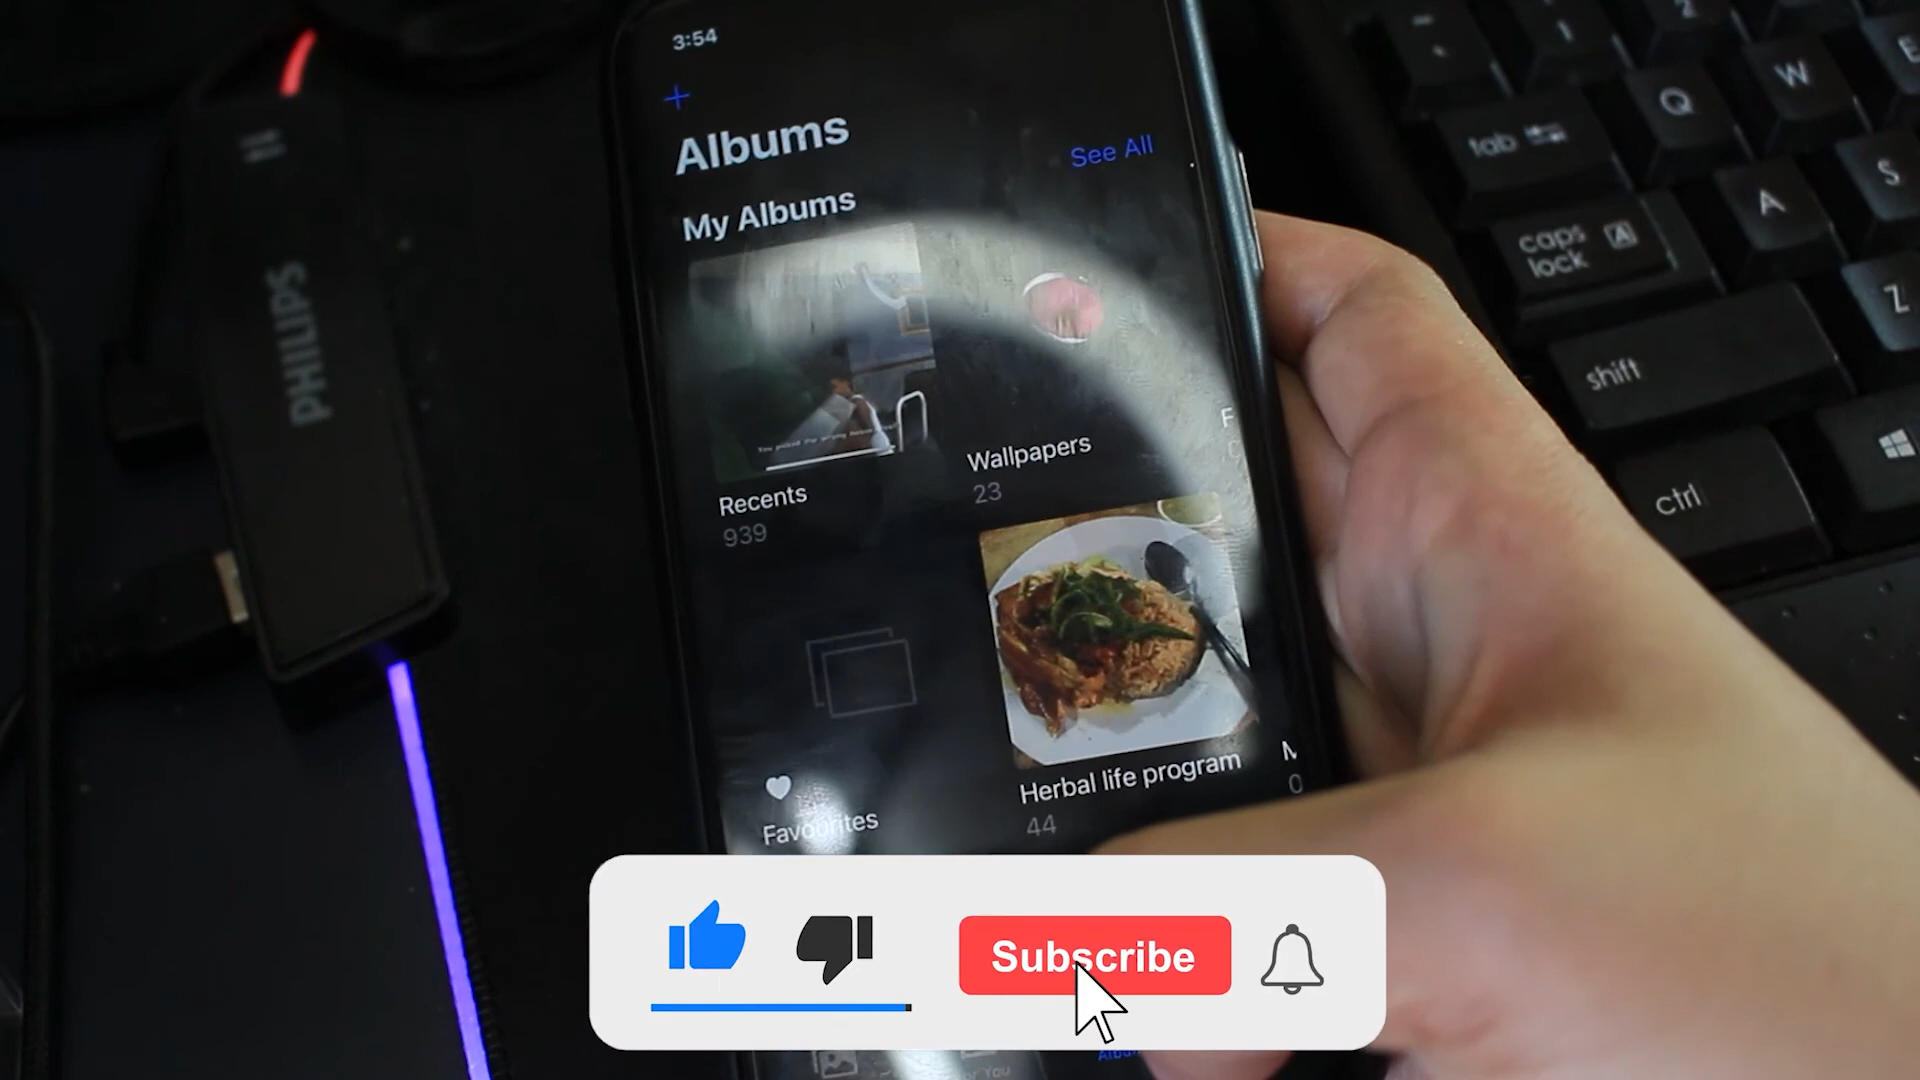 3:54
Albums
See All
My Albums
Recents
939
Wallpapers
23
Favourites
Herbal life program
44
0
PHILIPS
Q
W
tab
A
S
caps lock
A
Z
shift
ctrl
Subscribe